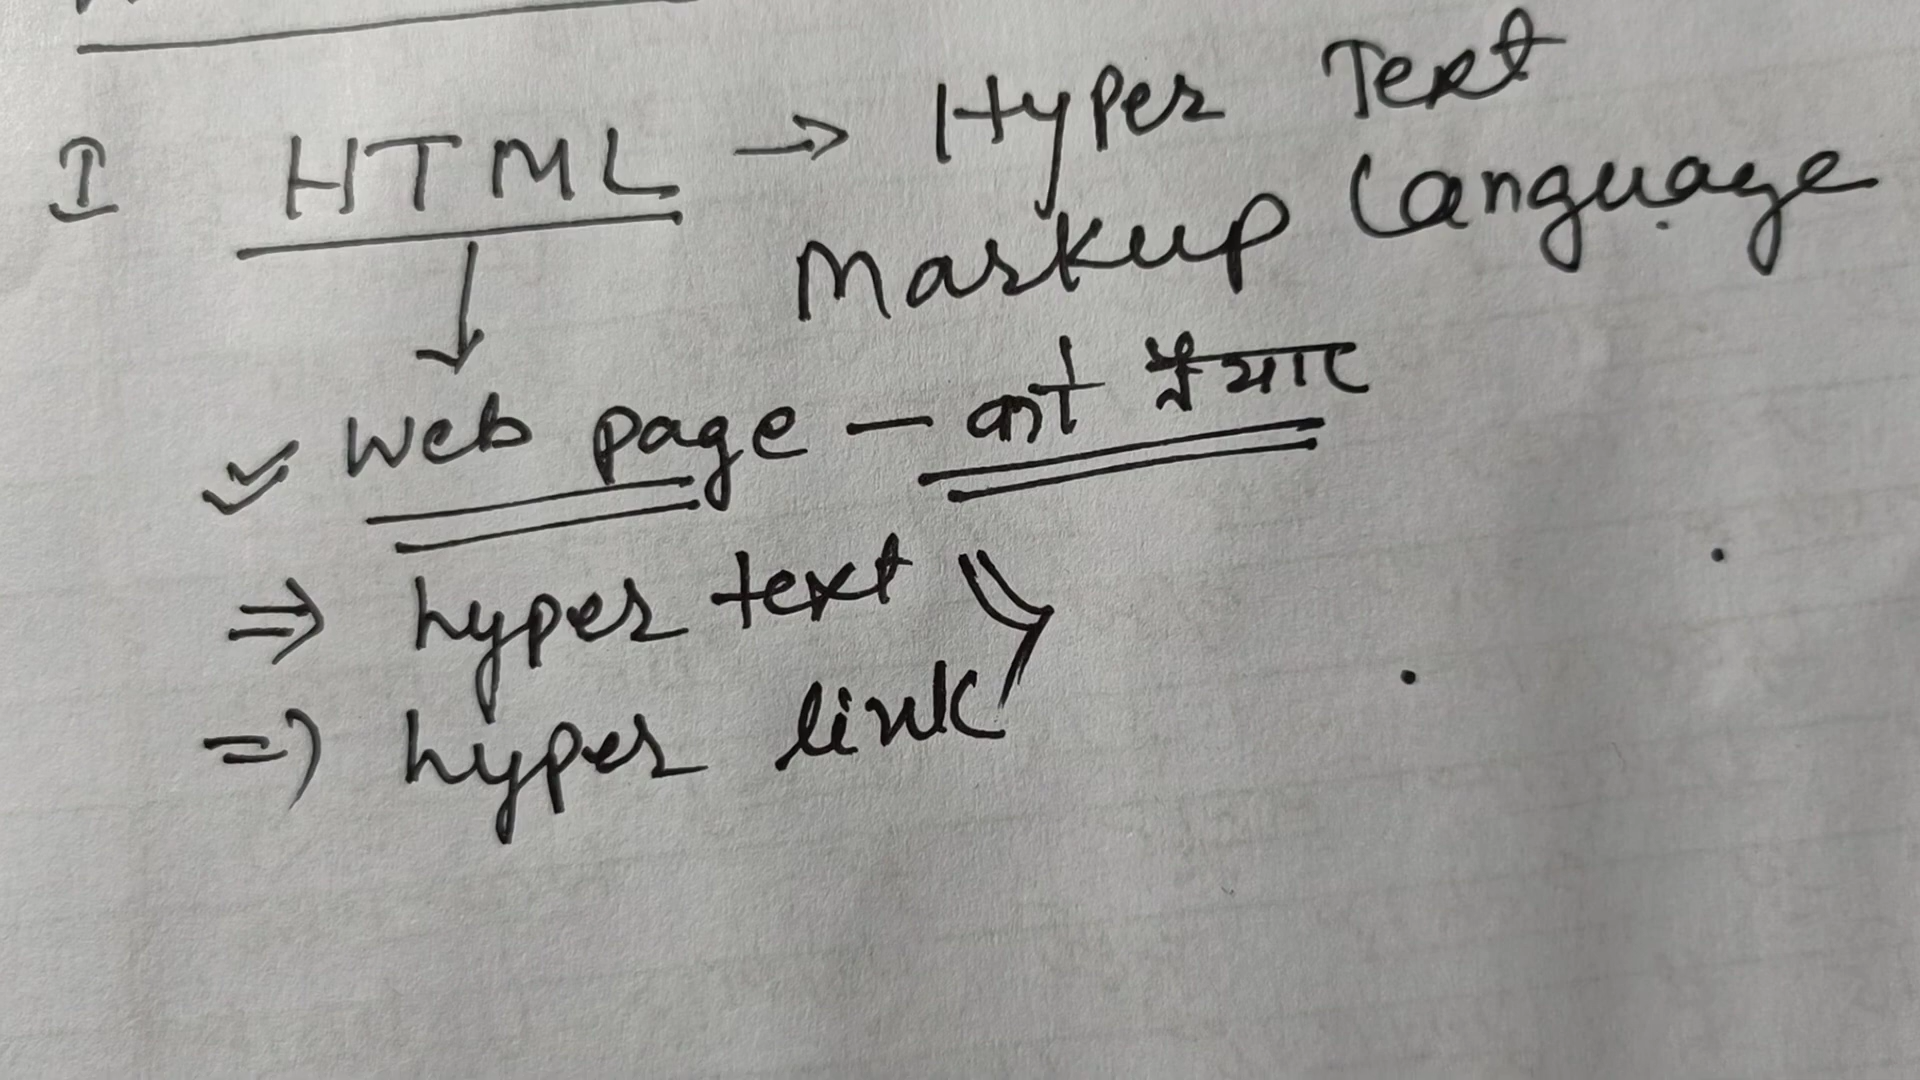 I HTML → Hyper Text
Markup Language
↓
✓ Web page — को तैयार
⇒ hyper text
⇒ hyper link